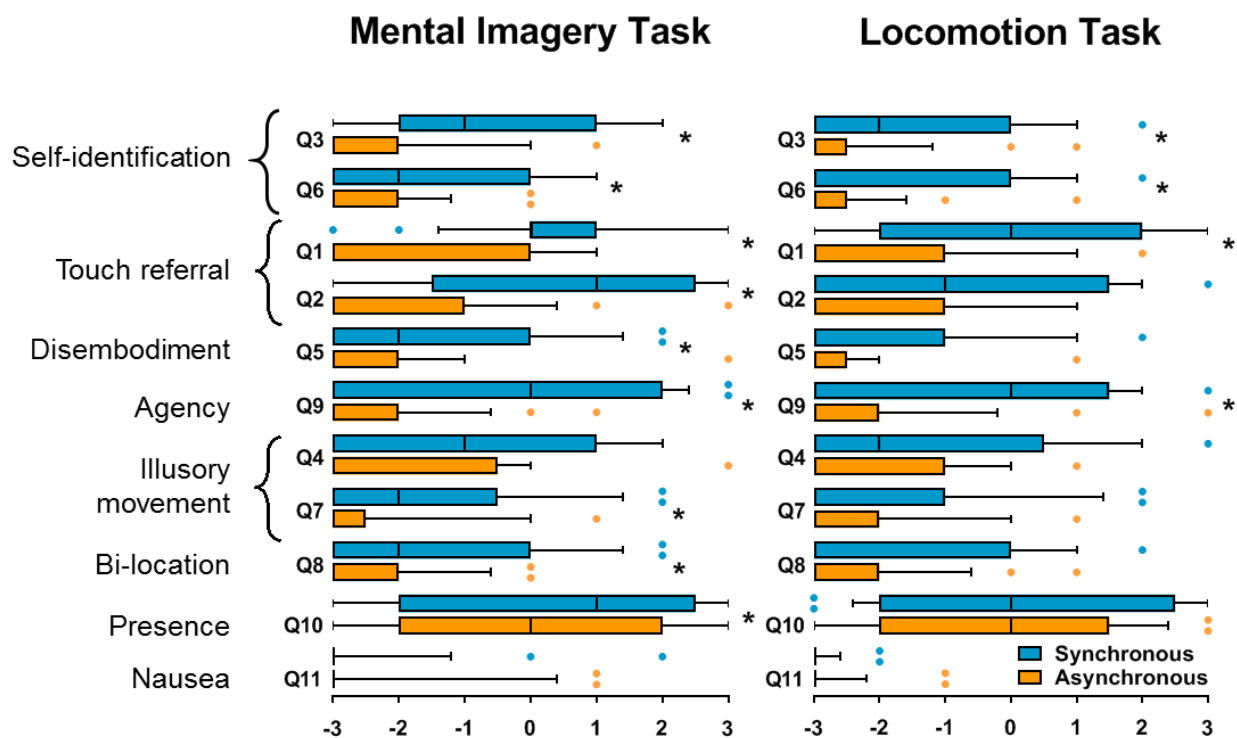 Mental Imagery Task Locomotion Task
Self-identification
Q3 * Q3 *
Q6 * Q6 *
Touch referral
Q1 * Q1 *
Q2 * Q2
Disembodiment Q5 * Q5
Agency Q9 * Q9 *
Illusory
movement
Q4 Q4
Q7 * Q7
Bi-location Q8 * Q8
Presence Q10 * Q10
Synchronous
Nausea Q11 Q11 Asynchronous
-3 -2 -1 0 1 2 3 -3 -2 -1 0 1 2 3